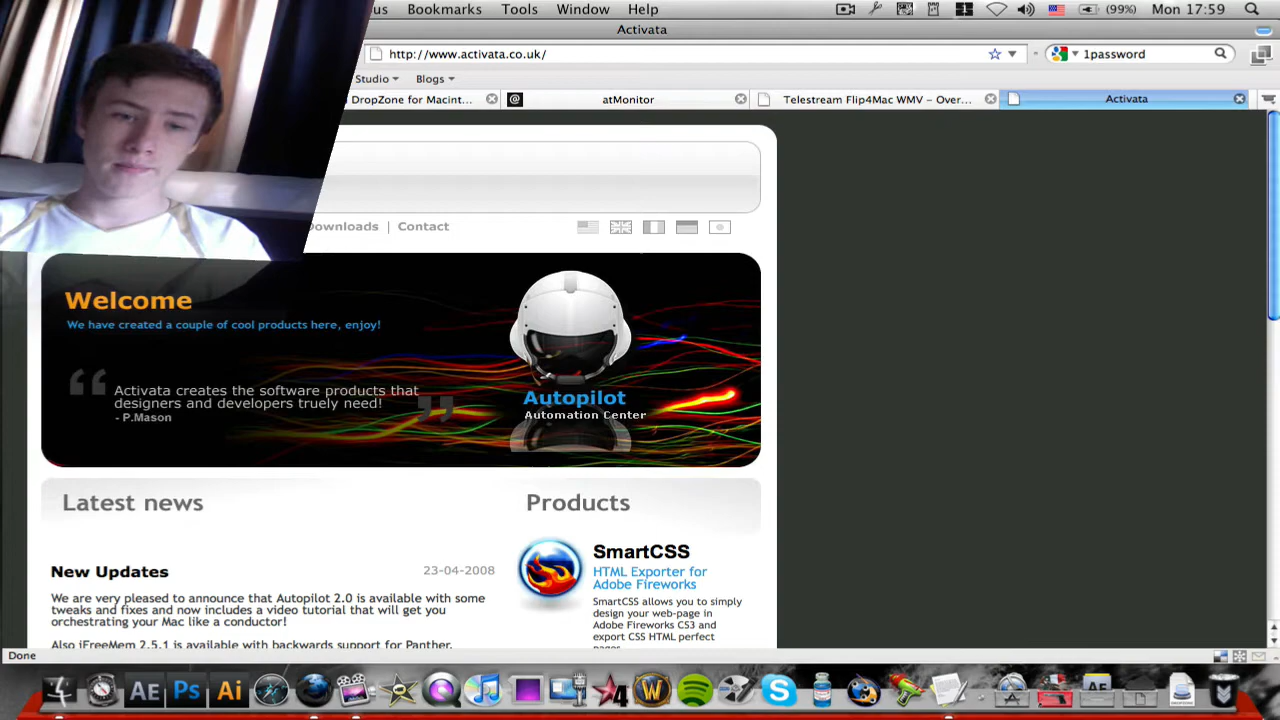 us Bookmarks Tools Window Help (99%) Mon 17:59
Activata
http://www.activata.co.uk/ 1password
Studio Blogs
DropZone for Macint... atMonitor Telestream Flip4Mac WMV – Over... Activata
Downloads | Contact
Welcome
We have created a couple of cool products here, enjoy!
“ Activata creates the software products that
designers and developers truely need! ”
- P.Mason
Autopilot
Automation Center
Latest news
Products
New Updates 23-04-2008
We are very pleased to announce that Autopilot 2.0 is available with some
tweaks and fixes and now includes a video tutorial that will get you
orchestrating your Mac like a conductor!
Also iFreeMem 2.5.1 is available with backwards support for Panther.
SmartCSS
HTML Exporter for
Adobe Fireworks
SmartCSS allows you to simply
design your web-page in
Adobe Fireworks CS3 and
export CSS HTML perfect
Done
AE Ps Ai 4 W S AF